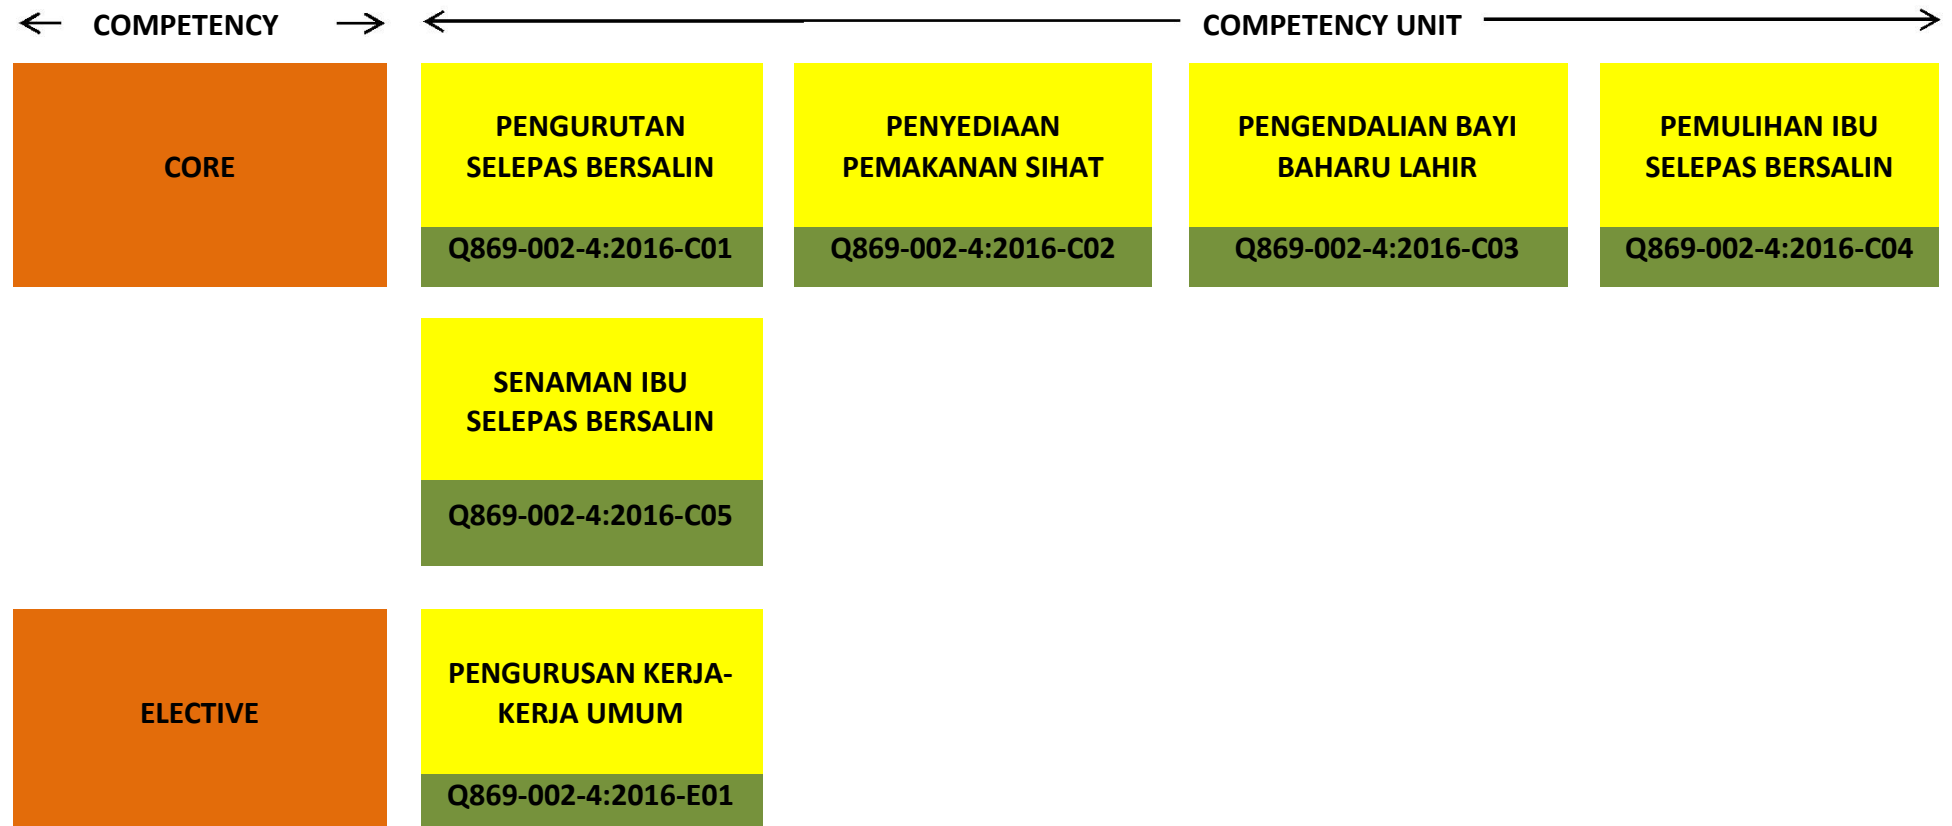 COMPETENCY
COMPETENCY UNIT
CORE
PENGURUTAN
SELEPAS BERSALIN
Q869-002-4:2016-C01
PENYEDIAAN
PEMAKANAN SIHAT
Q869-002-4:2016-C02
PENGENDALIAN BAYI
BAHARU LAHIR
Q869-002-4:2016-C03
PEMULIHAN IBU
SELEPAS BERSALIN
Q869-002-4:2016-C04
SENAMAN IBU
SELEPAS BERSALIN
Q869-002-4:2016-C05
ELECTIVE
PENGURUSAN KERJA-
KERJA UMUM
Q869-002-4:2016-E01